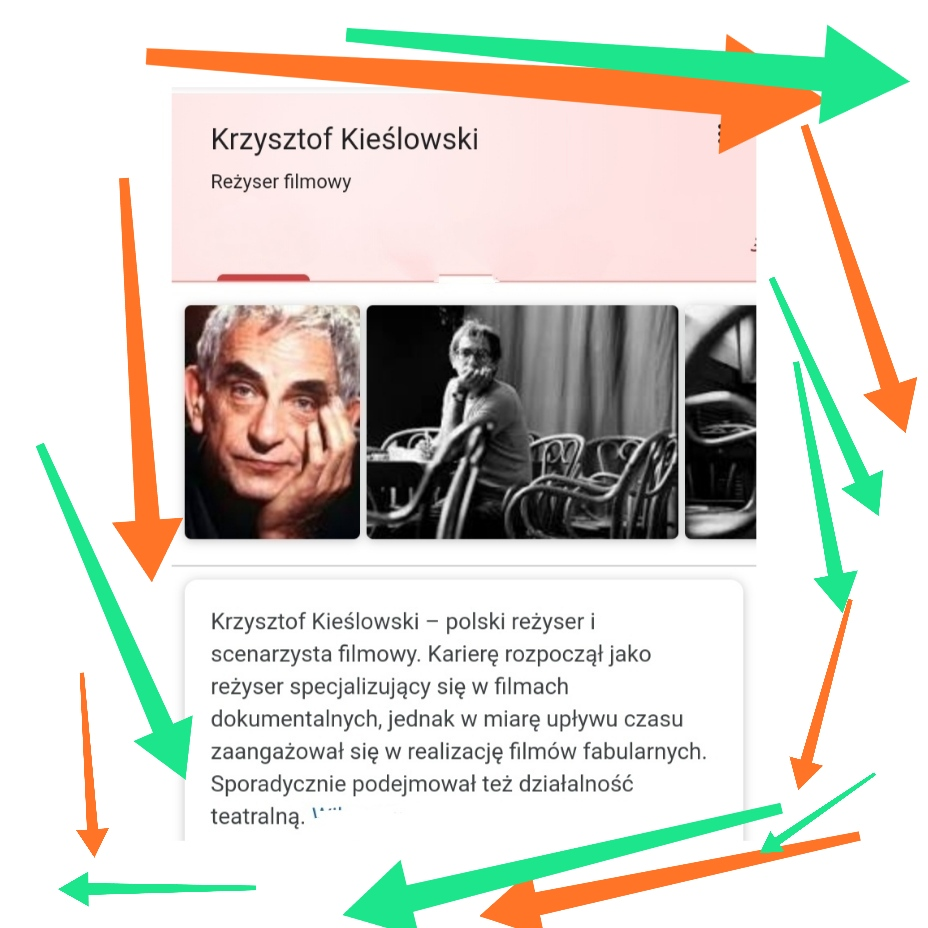 Krzysztof Kieślowski
Reżyser filmowy
Krzysztof Kieślowski – polski reżyser i
scenarzysta filmowy. Karierę rozpoczął jako
reżyser specjalizujący się w filmach
dokumentalnych, jednak w miarę upływu czasu
zaangażował się w realizację filmów fabularnych.
Sporadycznie podejmował też działalność
teatralną.